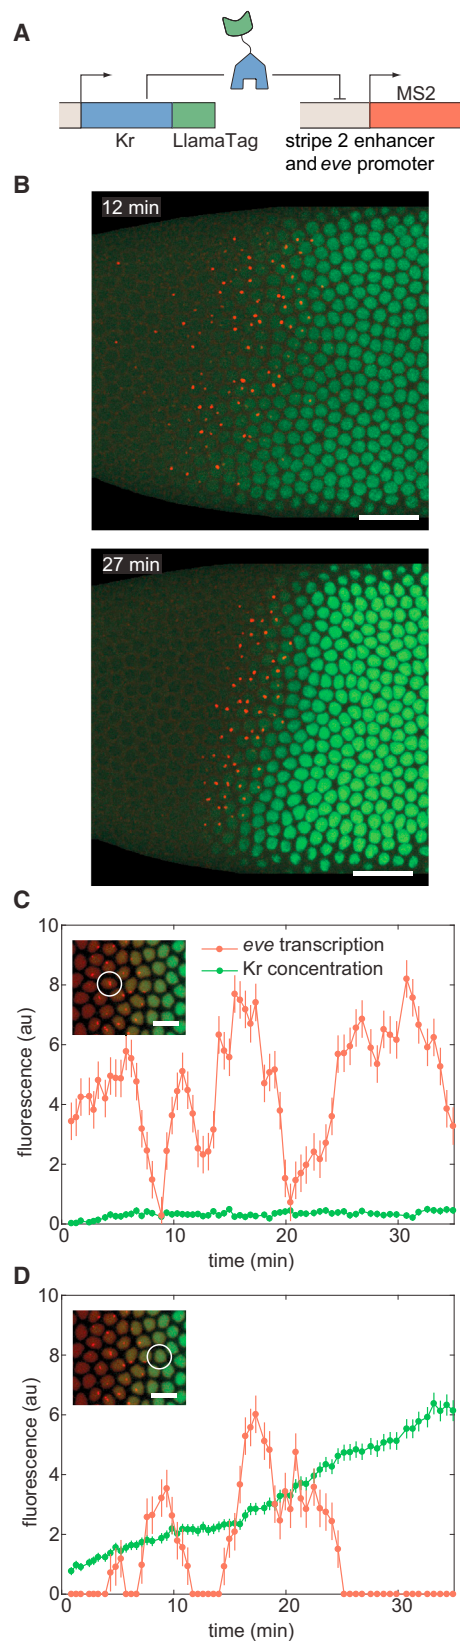 A
MS2
Kr
LlamaTag
stripe 2 enhancer
and eve promoter
B
12 min
27 min
C
10
8
6
4
2
0
fluorescence (au)
eve transcription
Kr concentration
0
10
20
30
time (min)
D
10
8
6
4
2
0
fluorescence (au)
0
10
20
30
time (min)